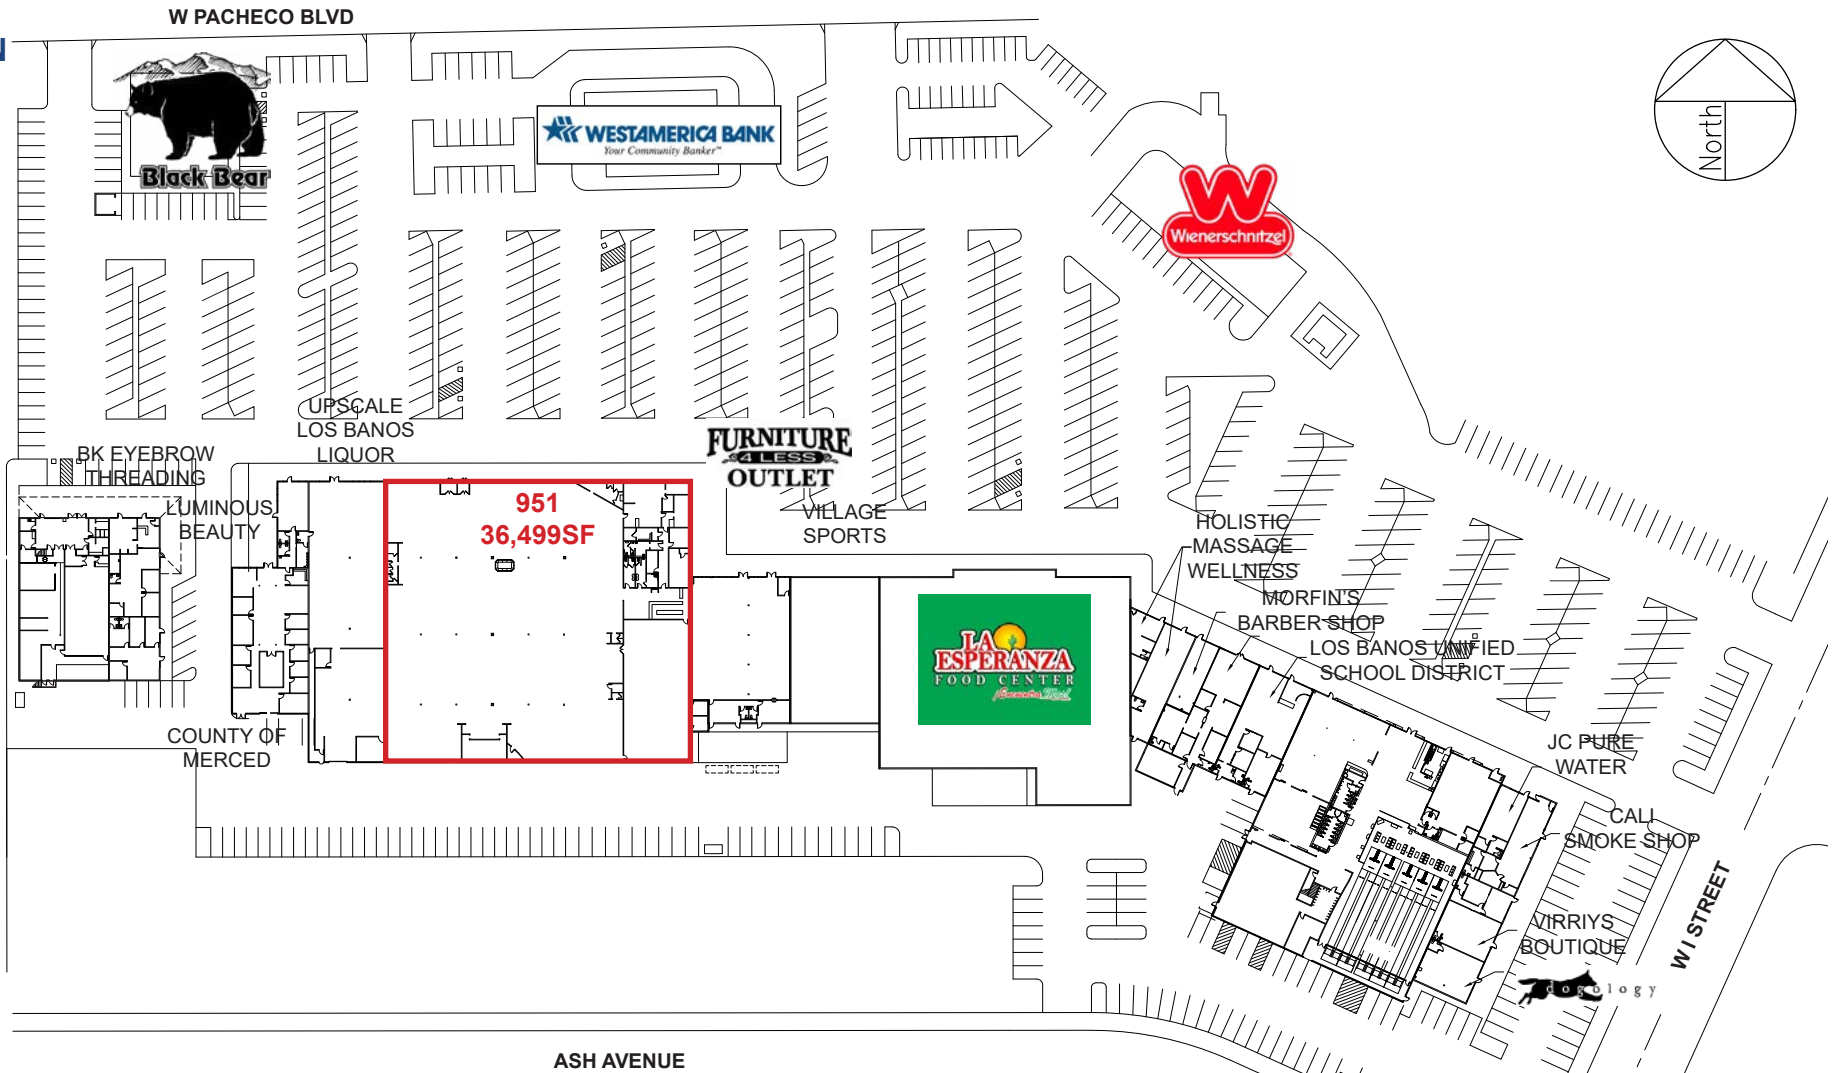 W PACHECO BLVD
N
Black Bear
WESTAMERICA BANK
Your Community Banker℠
North
W
Wienerschnitzel
UPSCALE
LOS BANOS
LIQUOR
BK EYEBROW
THREADING
LUMINOUS
BEAUTY
951
36,499SF
FURNITURE
4 LESS
OUTLET
VILLAGE
SPORTS
HOLISTIC
MASSAGE
WELLNESS
MORFIN'S
BARBER SHOP
LOS BANOS UNIFIED
SCHOOL DISTRICT
LA
ESPERANZA
FOOD CENTER
COUNTY OF
MERCED
JC PURE
WATER
CALI
SMOKE SHOP
VIRRIYS
BOUTIQUE
dogology
W I STREET
ASH AVENUE